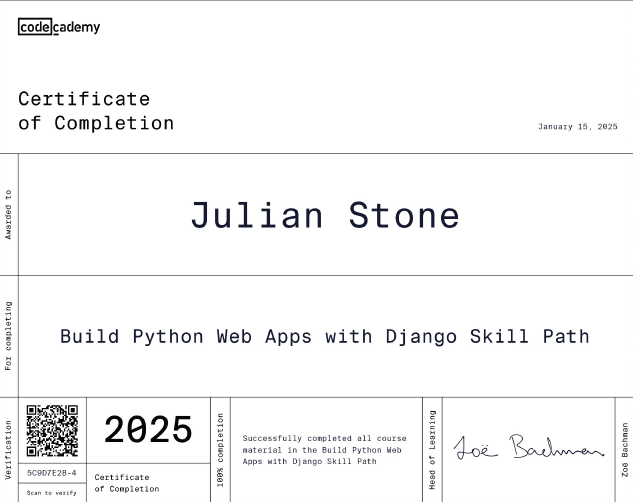 codecademy
Certificate
of Completion
January 15, 2025
Awarded to
Julian Stone
For completing
Build Python Web Apps with Django Skill Path
Verification
5C9D7E2B-4
Scan to verify
2025
Certificate
of Completion
100% completion
Successfully completed all course
material in the Build Python Web
Apps with Django Skill Path
Head of Learning
Zoë Bachman
Zoë Bachman